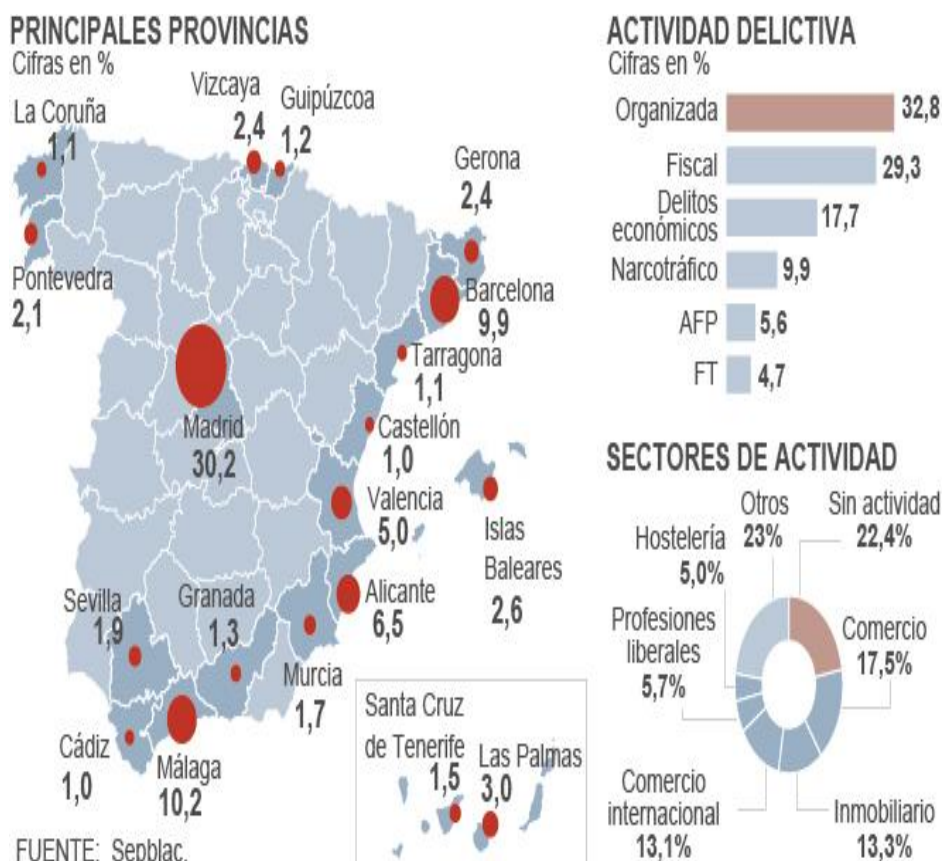 PRINCIPALES PROVINCIAS
Cifras en %
La Coruña
1,1
Vizcaya
2,4
Guipúzcoa
1,2
Gerona
2,4
Pontevedra
2,1
Barcelona
9,9
Tarragona
1,1
Madrid
30,2
Castellón
1,0
Valencia
5,0
Islas
Baleares
2,6
Alicante
6,5
Sevilla
1,9
Granada
1,3
Murcia
1,7
Cádiz
1,0
Málaga
10,2
Santa Cruz
de Tenerife
1,5
Las Palmas
3,0
FUENTE: Sepblac.
ACTIVIDAD DELICTIVA
Cifras en %
Organizada 32,8
Fiscal 29,3
Delitos
económicos 17,7
Narcotráfico 9,9
AFP 5,6
FT 4,7
SECTORES DE ACTIVIDAD
Otros
23%
Sin actividad
22,4%
Hostelería
5,0%
Comercio
17,5%
Profesiones
liberales
5,7%
Comercio
internacional
13,1%
Inmobiliario
13,3%